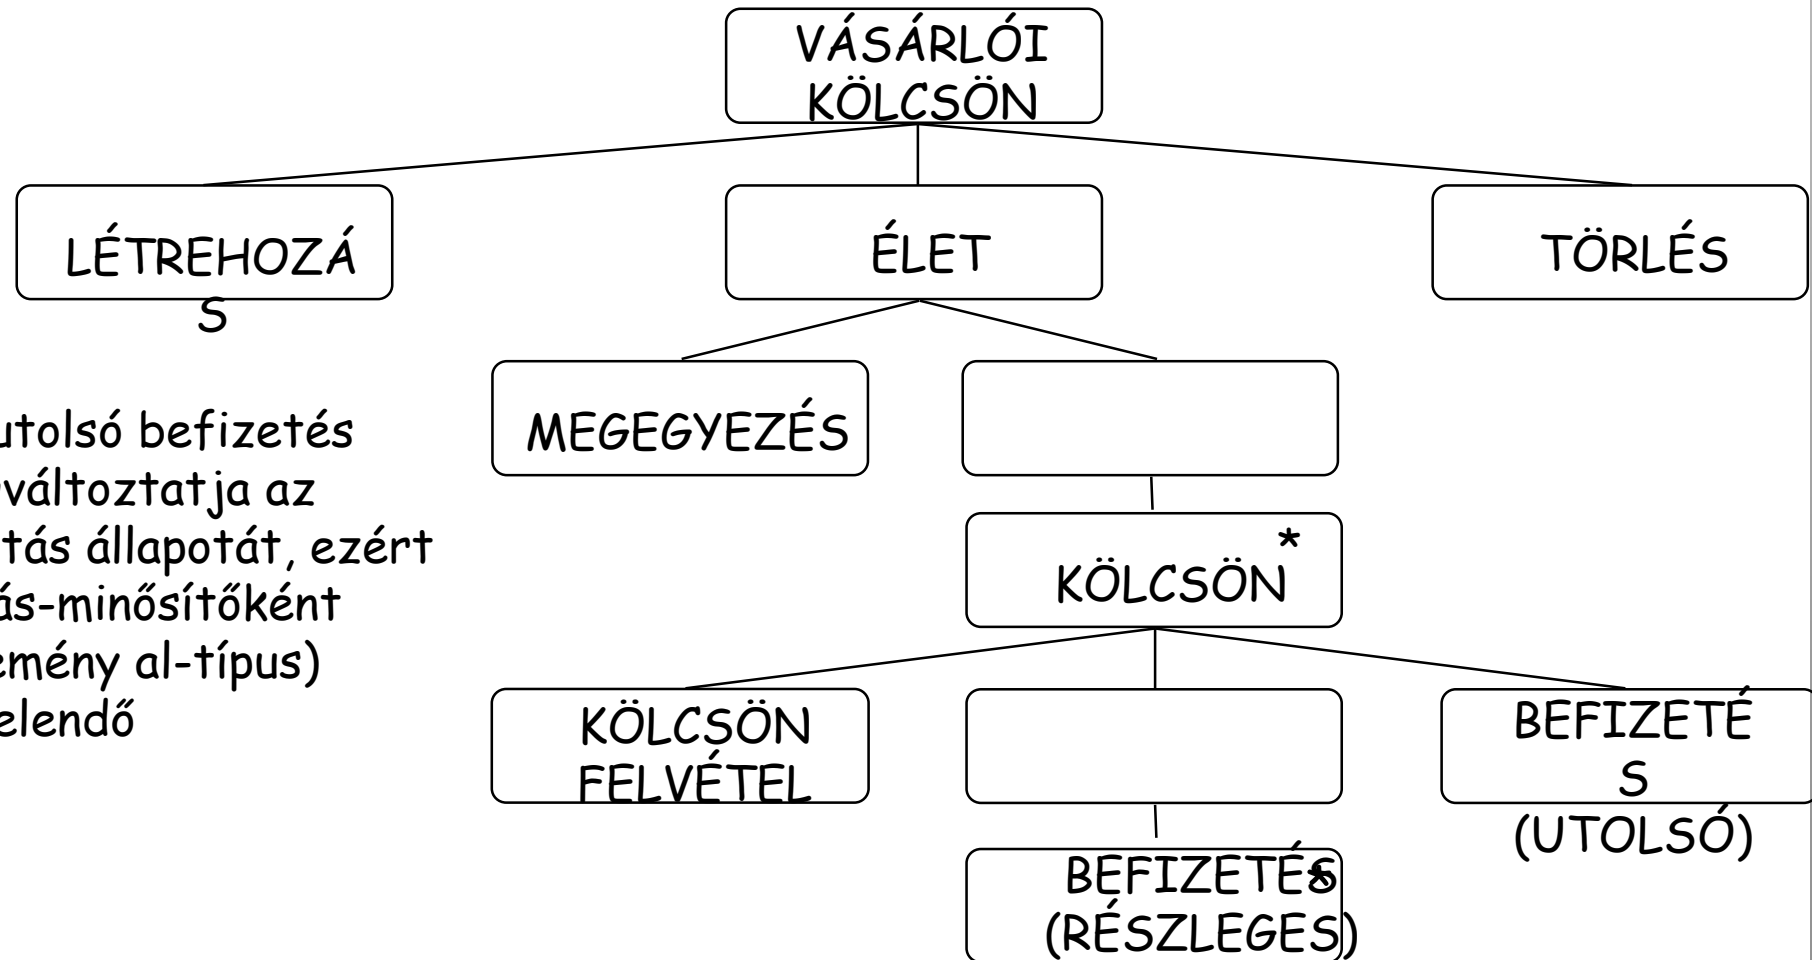 VÁSÁRLÓI
KÖLCSÖN
LÉTREHOZÁ
S
ÉLET
TÖRLÉS
MEGEGYEZÉS
utolsó befizetés
változtatja az
tás állapotát, ezért
ás-minősítőként
emény al-típus)
elendő
*
KÖLCSÖN
KÖLCSÖN
FELVÉTEL
BEFIZETÉ
S
(UTOLSÓ)
BEFIZETÉS
*
(RÉSZLEGES)